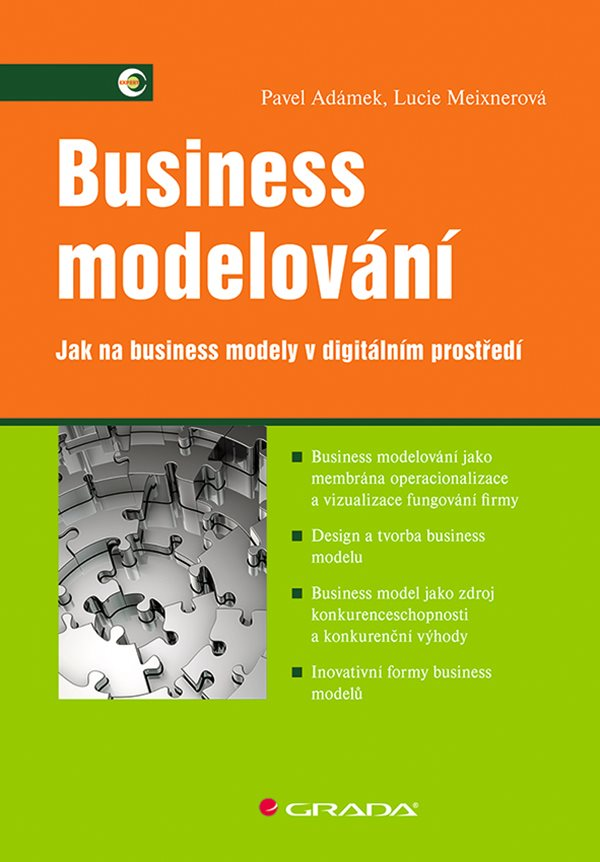 EXPERT
Pavel Adámek, Lucie Meixnerová
Business
modelování
Jak na business modely v digitálním prostředí
■ Business modelování jako
membrána operacionalizace
a vizualizace fungování firmy
■ Design a tvorba business
modelu
■ Business model jako zdroj
konkurenceschopnosti
a konkurenční výhody
■ Inovativní formy business
modelů
GRADA